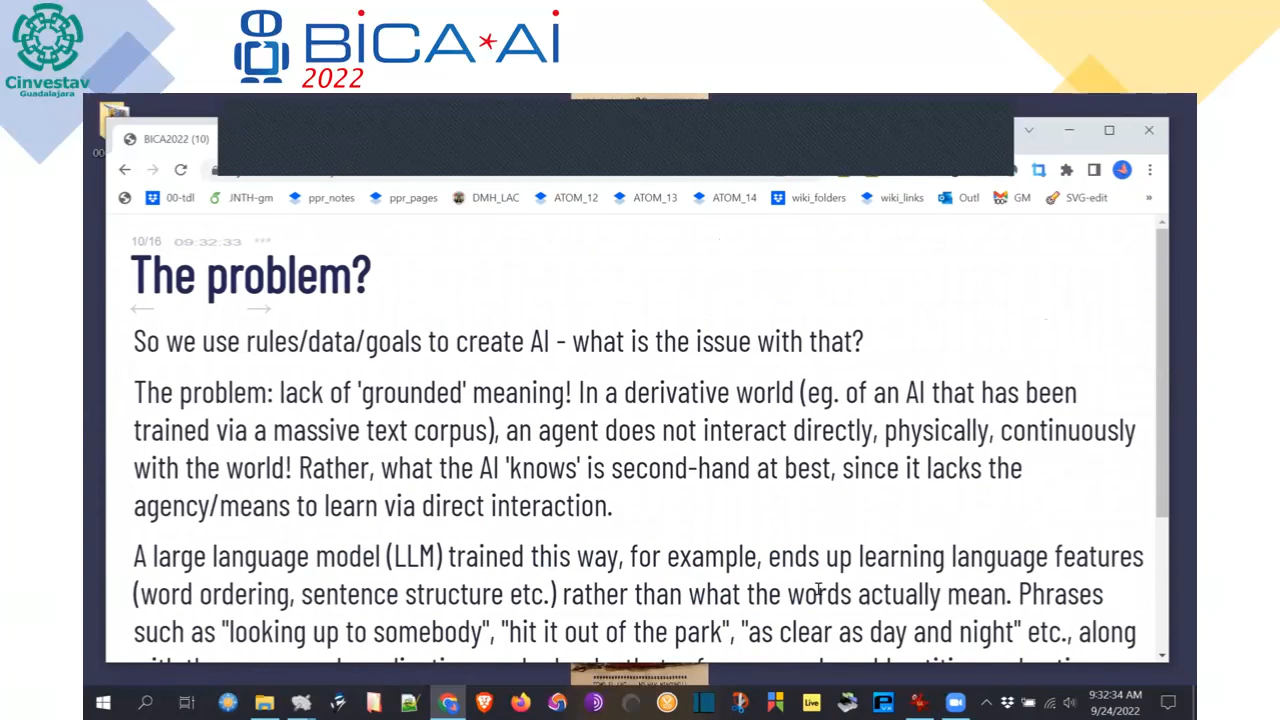 Cinvestav
Guadalajara
BiCA*Ai
2022
BICA2022 (10)
00-tdl
JNTH-gm
ppr_notes
ppr_pages
DMH_LAC
ATOM_12
ATOM_13
ATOM_14
wiki_folders
wiki_links
Outl
GM
SVG-edit
»
10/16 09:32:33 ***
The problem?
So we use rules/data/goals to create AI - what is the issue with that?
The problem: lack of 'grounded' meaning! In a derivative world (eg. of an AI that has been
trained via a massive text corpus), an agent does not interact directly, physically, continuously
with the world! Rather, what the AI 'knows' is second-hand at best, since it lacks the
agency/means to learn via direct interaction.
A large language model (LLM) trained this way, for example, ends up learning language features
(word ordering, sentence structure etc.) rather than what the words actually mean. Phrases
such as "looking up to somebody", "hit it out of the park", "as clear as day and night" etc., along
Live
9:32:34 AM
9/24/2022